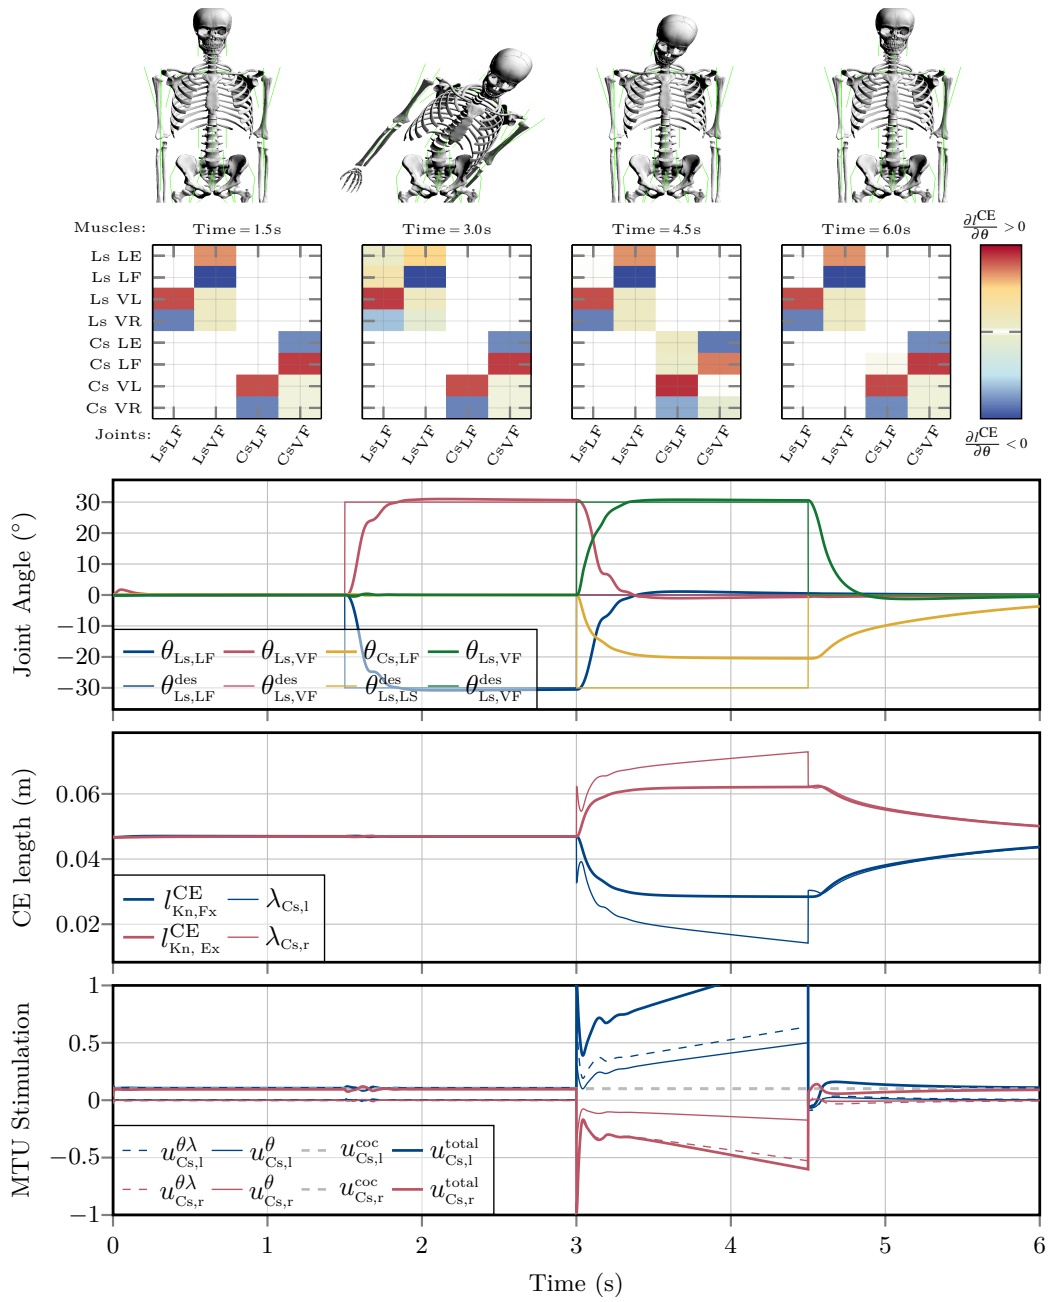 Muscles: Time = 1.5s Time = 3.0s Time = 4.5s Time = 6.0s ∂l^CE/∂θ > 0
Ls LE
Ls LF
Ls VL
Ls VR
Cs LE
Cs LF
Cs VL
Cs VR
Joints: LsLF LsVF CsLF CsVF LsLF LsVF CsLF CsVF LsLF LsVF CsLF CsVF LsLF LsVF CsLF CsVF ∂l^CE/∂θ < 0
Joint Angle (°)
30
20
10
0
−10
−20
−30
θ_Ls,LF θ_Ls,VF θ_Cs,LF θ_Ls,VF
θ^des_Ls,LF θ^des_Ls,VF θ^des_Ls,LS θ^des_Ls,VF
CE length (m)
0.06
0.04
0.02
l^CE_Kn,Fx λ_Cs,l
l^CE_Kn, Ex λ_Cs,r
MTU Stimulation
1
0.5
0
−0.5
−1
u^θλ_Cs,l u^θ_Cs,l u^coc_Cs,l u^total_Cs,l
u^θλ_Cs,r u^θ_Cs,r u^coc_Cs,r u^total_Cs,r
0 1 2 3 4 5 6
Time (s)